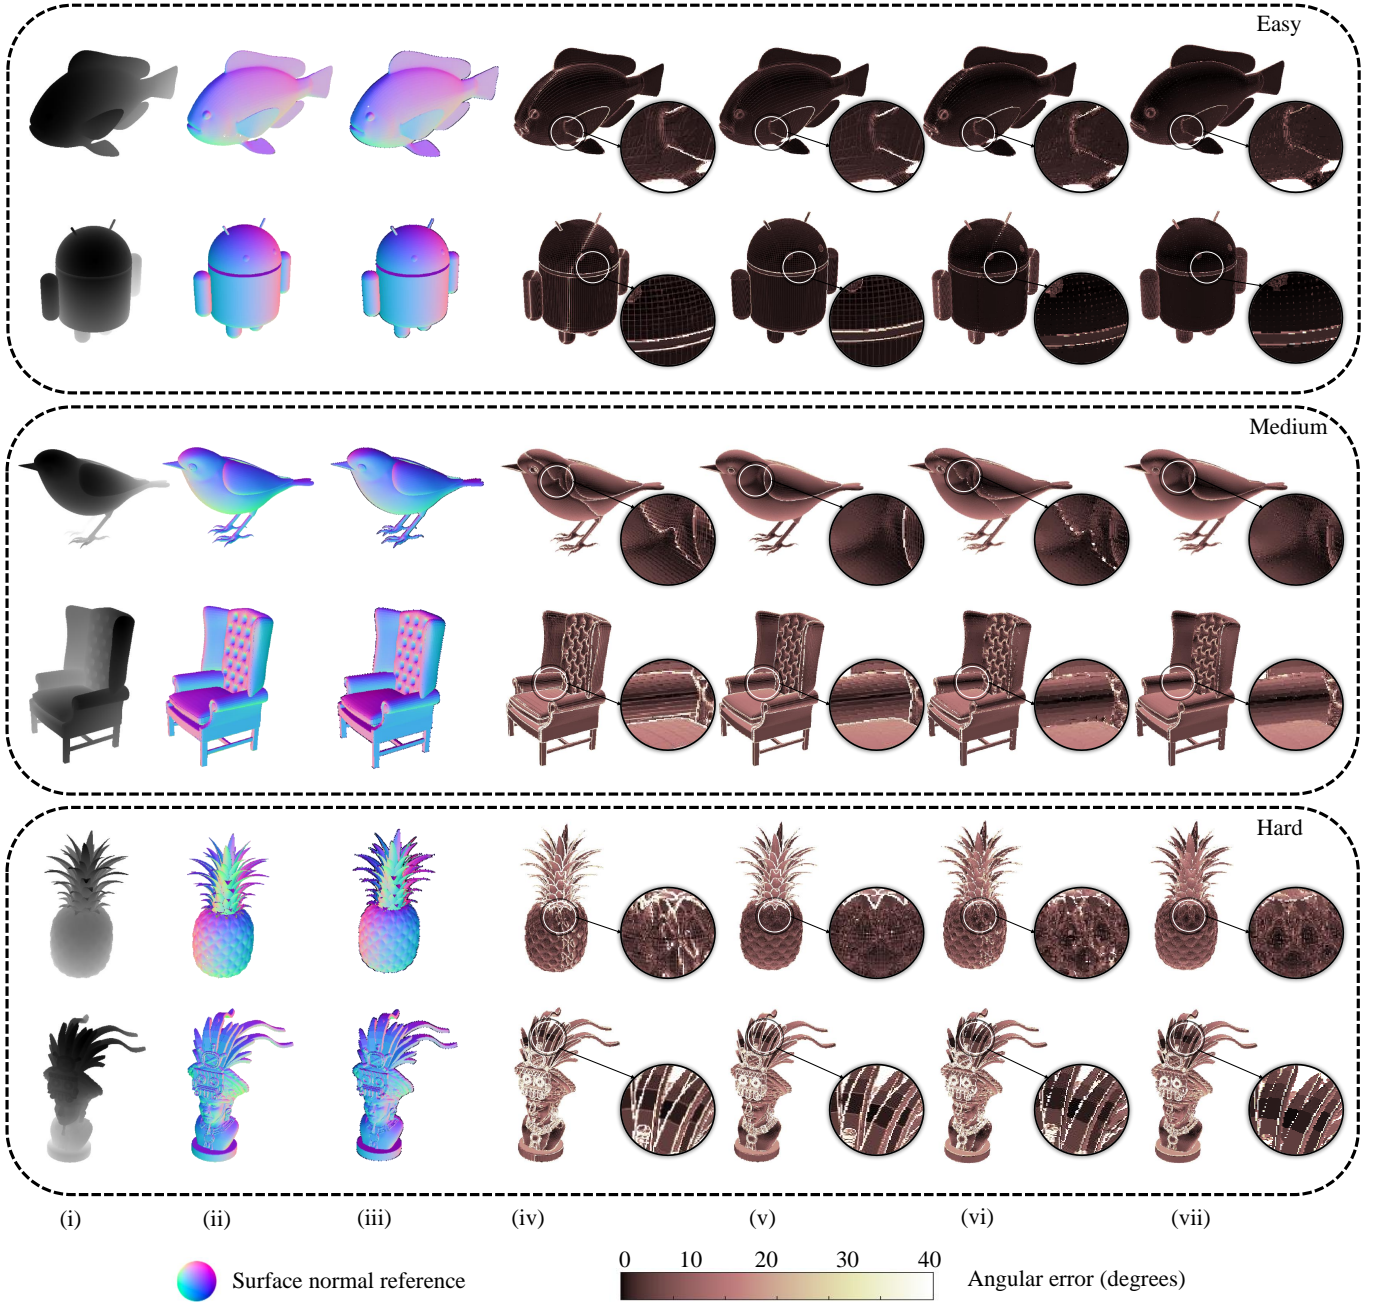 Easy
Medium
Hard
(i) (ii) (iii) (iv) (v) (vi) (vii)
0 10 20 30 40
Surface normal reference
Angular error (degrees)